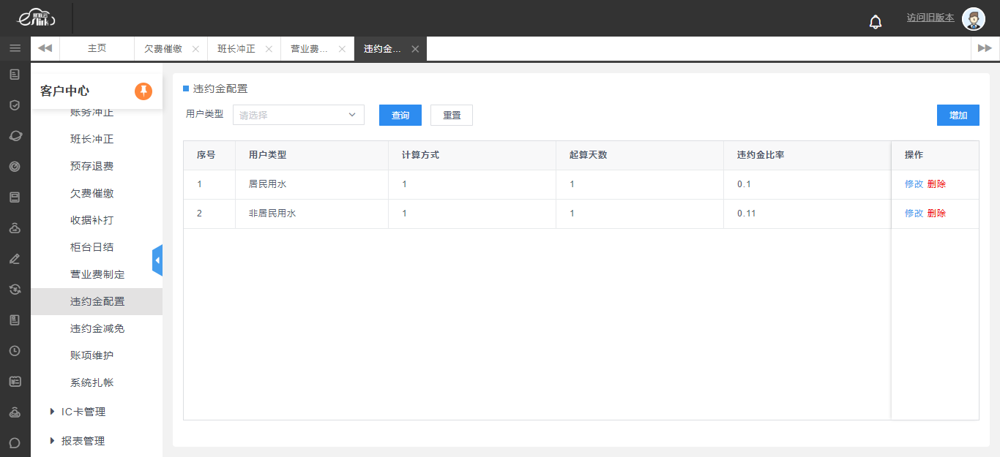 易联云
eslink
访问旧版本
主页
欠费催缴
班长冲正
营业费...
违约金...
客户中心
账务冲正
班长冲正
预存退费
欠费催缴
收据补打
柜台日结
营业费制定
违约金配置
违约金减免
账项维护
系统扎帐
IC卡管理
报表管理
违约金配置
用户类型 请选择 查询 重置 增加
序号 用户类型 计算方式 起算天数 违约金比率 操作
1 居民用水 1 1 0.1 修改 删除
2 非居民用水 1 1 0.11 修改 删除